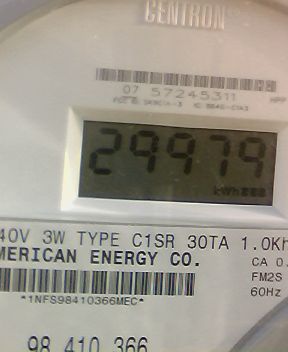 CENTRON
07 57245311
29979
kWh
40V 3W TYPE C1SR 30TA 1.0Kh
MERICAN ENERGY CO.
CA 0.
FM2S
*1NFS98410366MEC*
60Hz
98 410 366